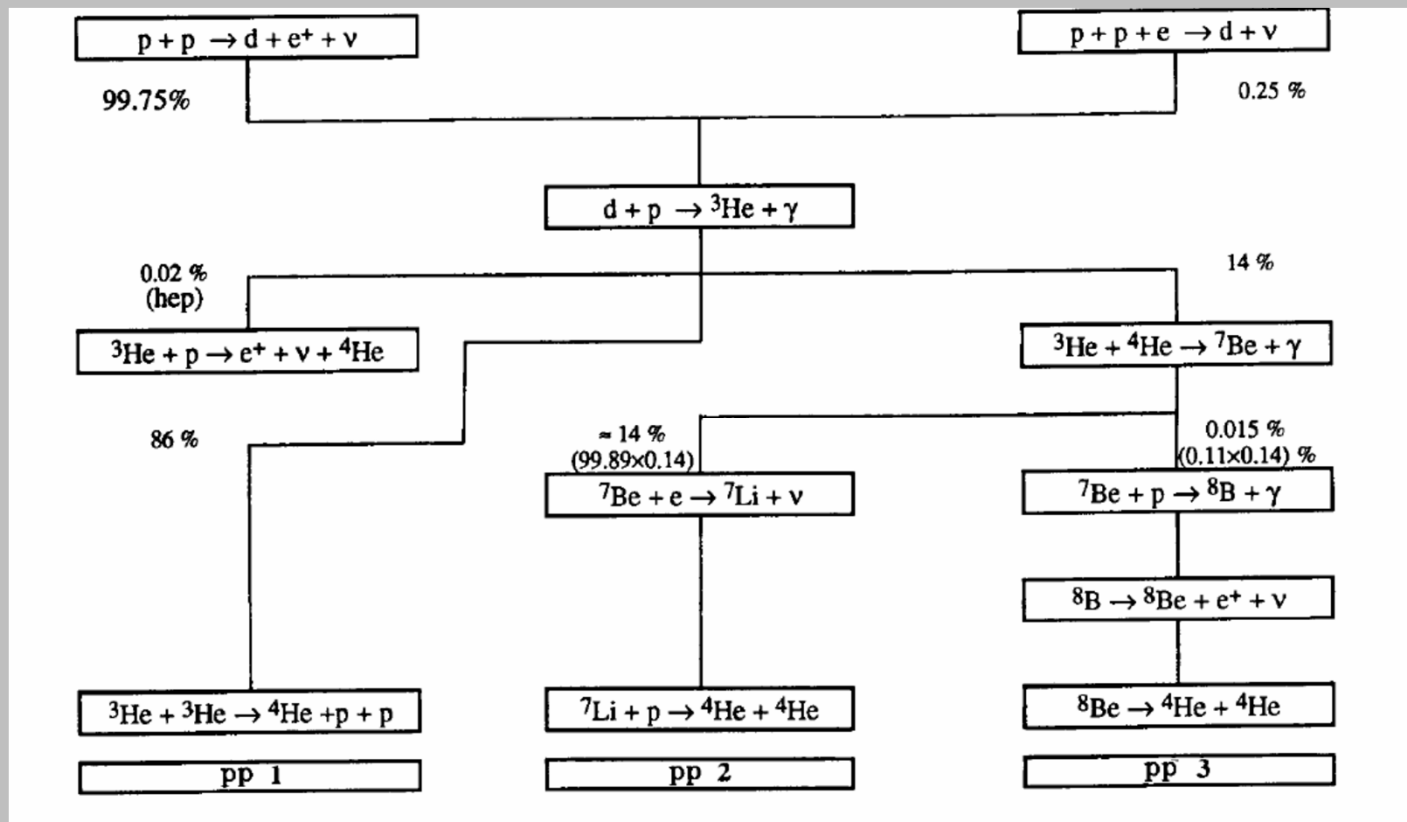 p + p → d + e⁺ + ν
p + p + e → d + ν
99.75%
0.25 %
d + p → ³He + γ
0.02 %
(hep)
14 %
³He + p → e⁺ + ν + ⁴He
³He + ⁴He → ⁷Be + γ
86 %
≈ 14 %
(99.89×0.14)
0.015 %
(0.11×0.14) %
⁷Be + e → ⁷Li + ν
⁷Be + p → ⁸B + γ
⁸B → ⁸Be + e⁺ + ν
³He + ³He → ⁴He +p + p
⁷Li + p → ⁴He + ⁴He
⁸Be → ⁴He + ⁴He
pp 1
pp 2
pp 3